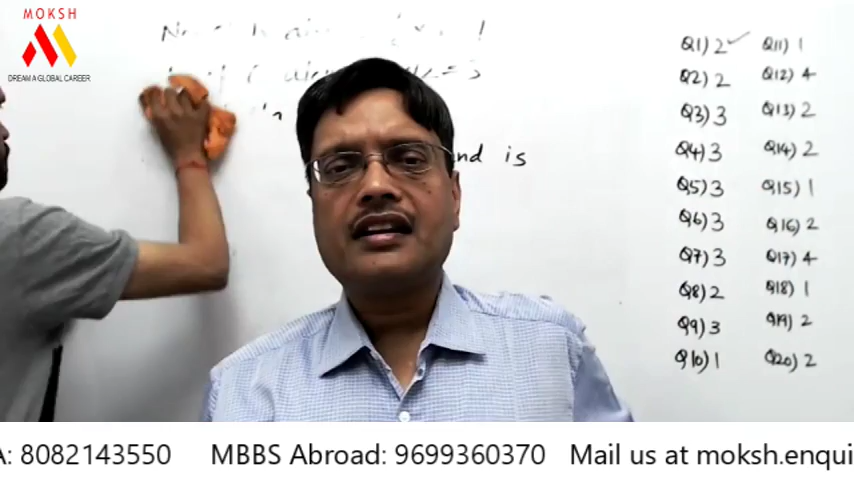 MOKSH
DREAM A GLOBAL CAREER
nd is
Q1) 2 ✓
Q2) 2
Q3) 3
Q4) 3
Q5) 3
Q6) 3
Q7) 3
Q8) 2
Q9) 3
Q10) 1
Q11) 1
Q12) 4
Q13) 2
Q14) 2
Q15) 1
Q16) 2
Q17) 4
Q18) 1
Q19) 2
Q20) 2
A: 8082143550 MBBS Abroad: 9699360370 Mail us at moksh.enqui